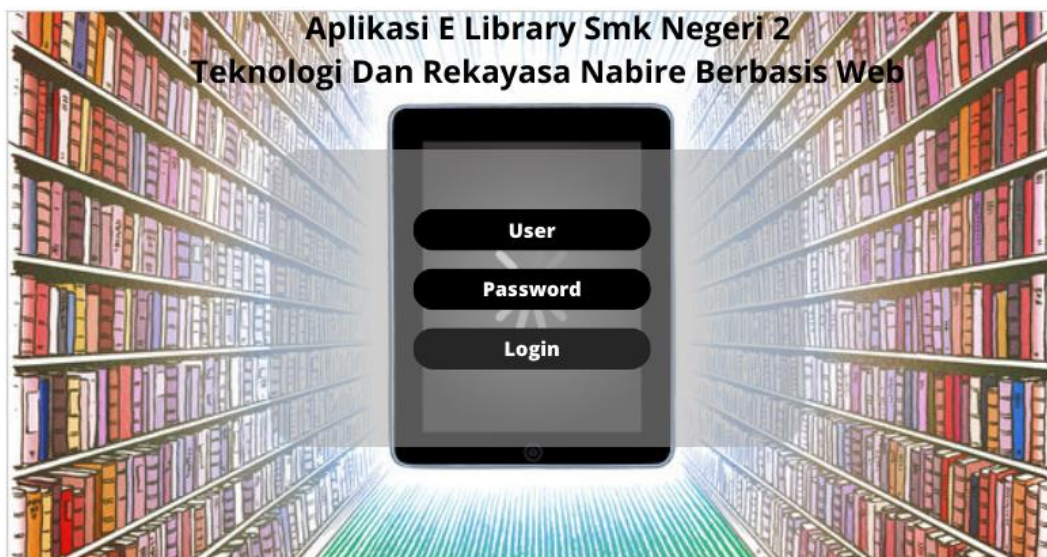 Aplikasi E Library Smk Negeri 2
Teknologi Dan Rekayasa Nabire Berbasis Web
User
Password
Login